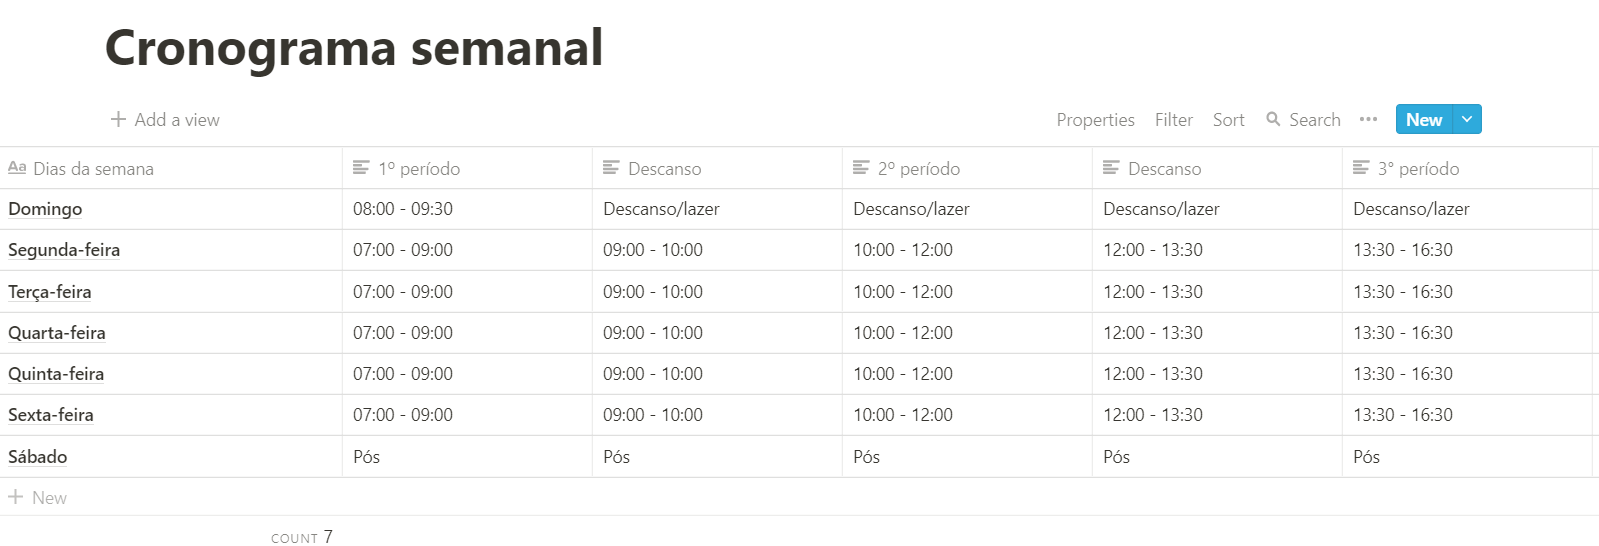 Cronograma semanal
Add a view Properties Filter Sort Search New
Aa Dias da semana 1º período Descanso 2º período Descanso 3° período
Domingo 08:00 - 09:30 Descanso/lazer Descanso/lazer Descanso/lazer Descanso/lazer
Segunda-feira 07:00 - 09:00 09:00 - 10:00 10:00 - 12:00 12:00 - 13:30 13:30 - 16:30
Terça-feira 07:00 - 09:00 09:00 - 10:00 10:00 - 12:00 12:00 - 13:30 13:30 - 16:30
Quarta-feira 07:00 - 09:00 09:00 - 10:00 10:00 - 12:00 12:00 - 13:30 13:30 - 16:30
Quinta-feira 07:00 - 09:00 09:00 - 10:00 10:00 - 12:00 12:00 - 13:30 13:30 - 16:30
Sexta-feira 07:00 - 09:00 09:00 - 10:00 10:00 - 12:00 12:00 - 13:30 13:30 - 16:30
Sábado Pós Pós Pós Pós Pós
New
COUNT 7